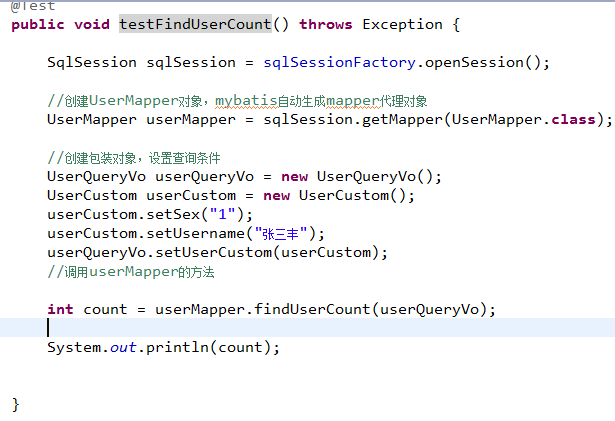 @Test
public void testFindUserCount() throws Exception {
SqlSession sqlSession = sqlSessionFactory.openSession();
//创建UserMapper对象，mybatis自动生成mapper代理对象
UserMapper userMapper = sqlSession.getMapper(UserMapper.class);
//创建包装对象，设置查询条件
UserQueryVo userQueryVo = new UserQueryVo();
UserCustom userCustom = new UserCustom();
userCustom.setSex("1");
userCustom.setUsername("张三丰");
userQueryVo.setUserCustom(userCustom);
//调用userMapper的方法
int count = userMapper.findUserCount(userQueryVo);
System.out.println(count);
}